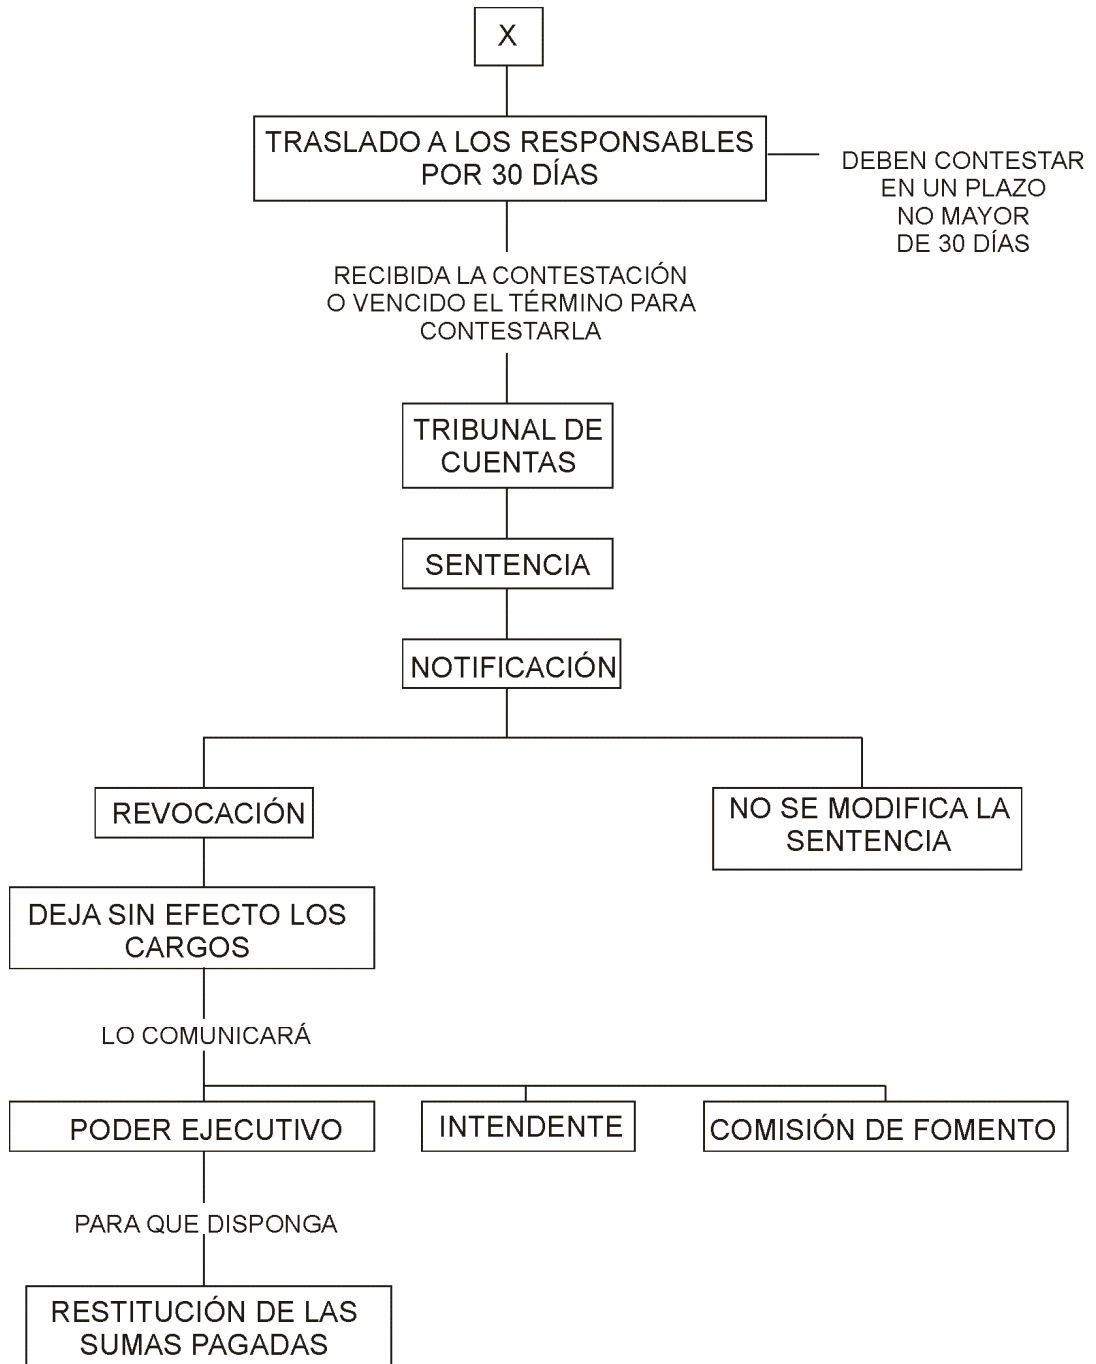 X
TRASLADO A LOS RESPONSABLES
POR 30 DÍAS
DEBEN CONTESTAR
EN UN PLAZO
NO MAYOR
DE 30 DÍAS
RECIBIDA LA CONTESTACIÓN
O VENCIDO EL TÉRMINO PARA
CONTESTARLA
TRIBUNAL DE
CUENTAS
SENTENCIA
NOTIFICACIÓN
REVOCACIÓN
NO SE MODIFICA LA
SENTENCIA
DEJA SIN EFECTO LOS
CARGOS
LO COMUNICARÁ
PODER EJECUTIVO
INTENDENTE
COMISIÓN DE FOMENTO
PARA QUE DISPONGA
RESTITUCIÓN DE LAS
SUMAS PAGADAS